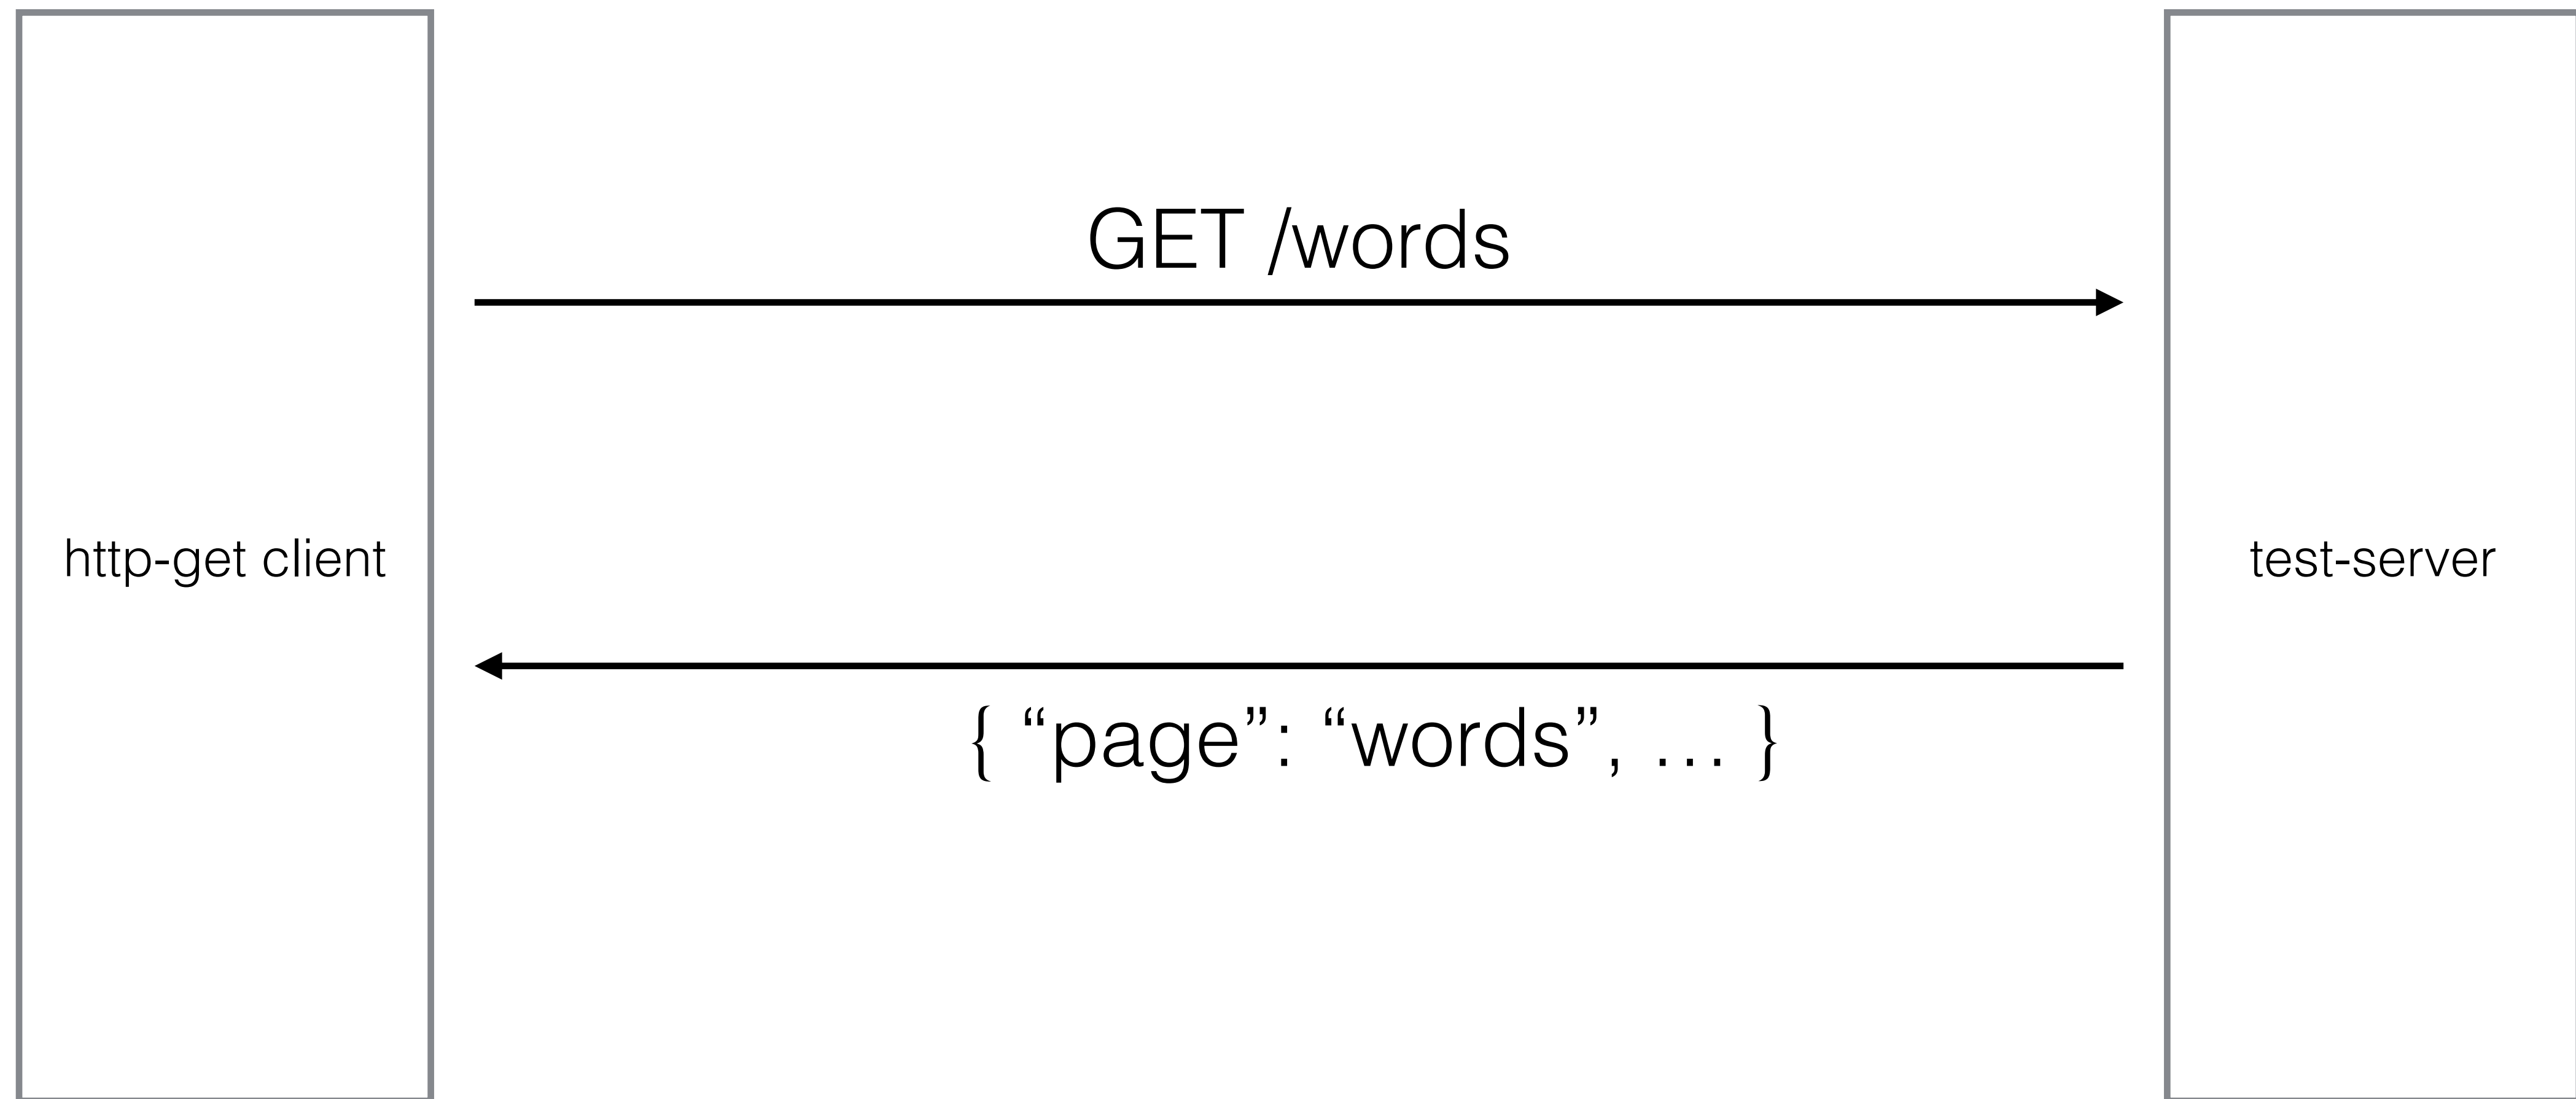 GET /words
http-get client
test-server
{ “page”: “words”, … }